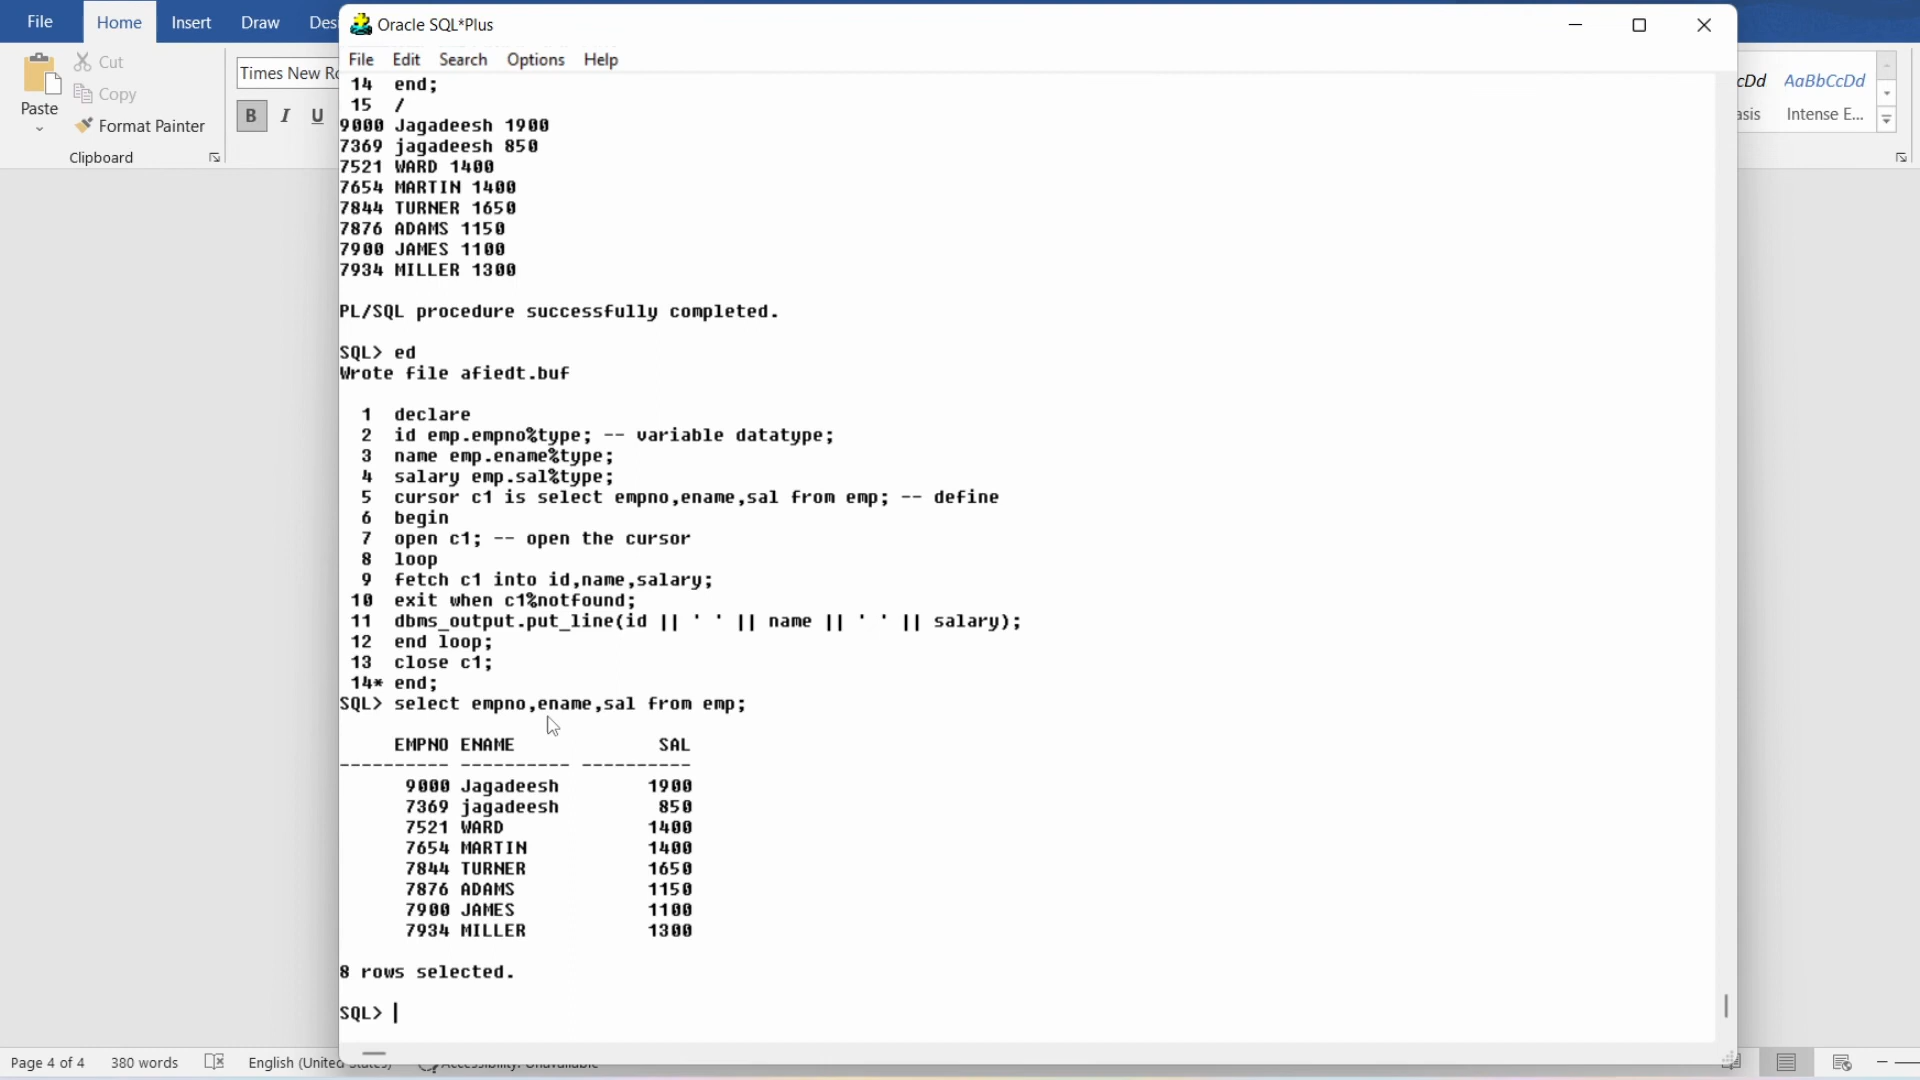 File Home Insert Draw
Cut
Copy
Format Painter
Paste
Clipboard
Times New
B I U
AaBbCcDd
Intense E...
Oracle SQL*Plus
File Edit Search Options Help
14 end;
15 /
9000 Jagadeesh 1900
7369 jagadeesh 850
7521 WARD 1400
7654 MARTIN 1400
7844 TURNER 1650
7876 ADAMS 1150
7900 JAMES 1100
7934 MILLER 1300
PL/SQL procedure successfully completed.
SQL> ed
Wrote file afiedt.buf
1 declare
2 id emp.empno%type; -- variable datatype;
3 name emp.ename%type;
4 salary emp.sal%type;
5 cursor c1 is select empno,ename,sal from emp; -- define
6 begin
7 open c1; -- open the cursor
8 loop
9 fetch c1 into id,name,salary;
10 exit when c1%notfound;
11 dbms_output.put_line(id || ' ' || name || ' ' || salary);
12 end loop;
13 close c1;
14* end;
SQL> select empno,ename,sal from emp;
EMPNO ENAME SAL
---------- ---------- ----------
9000 Jagadeesh 1900
7369 jagadeesh 850
7521 WARD 1400
7654 MARTIN 1400
7844 TURNER 1650
7876 ADAMS 1150
7900 JAMES 1100
7934 MILLER 1300
8 rows selected.
SQL>
Page 4 of 4 380 words English (United States) Accessibility: Unavailable